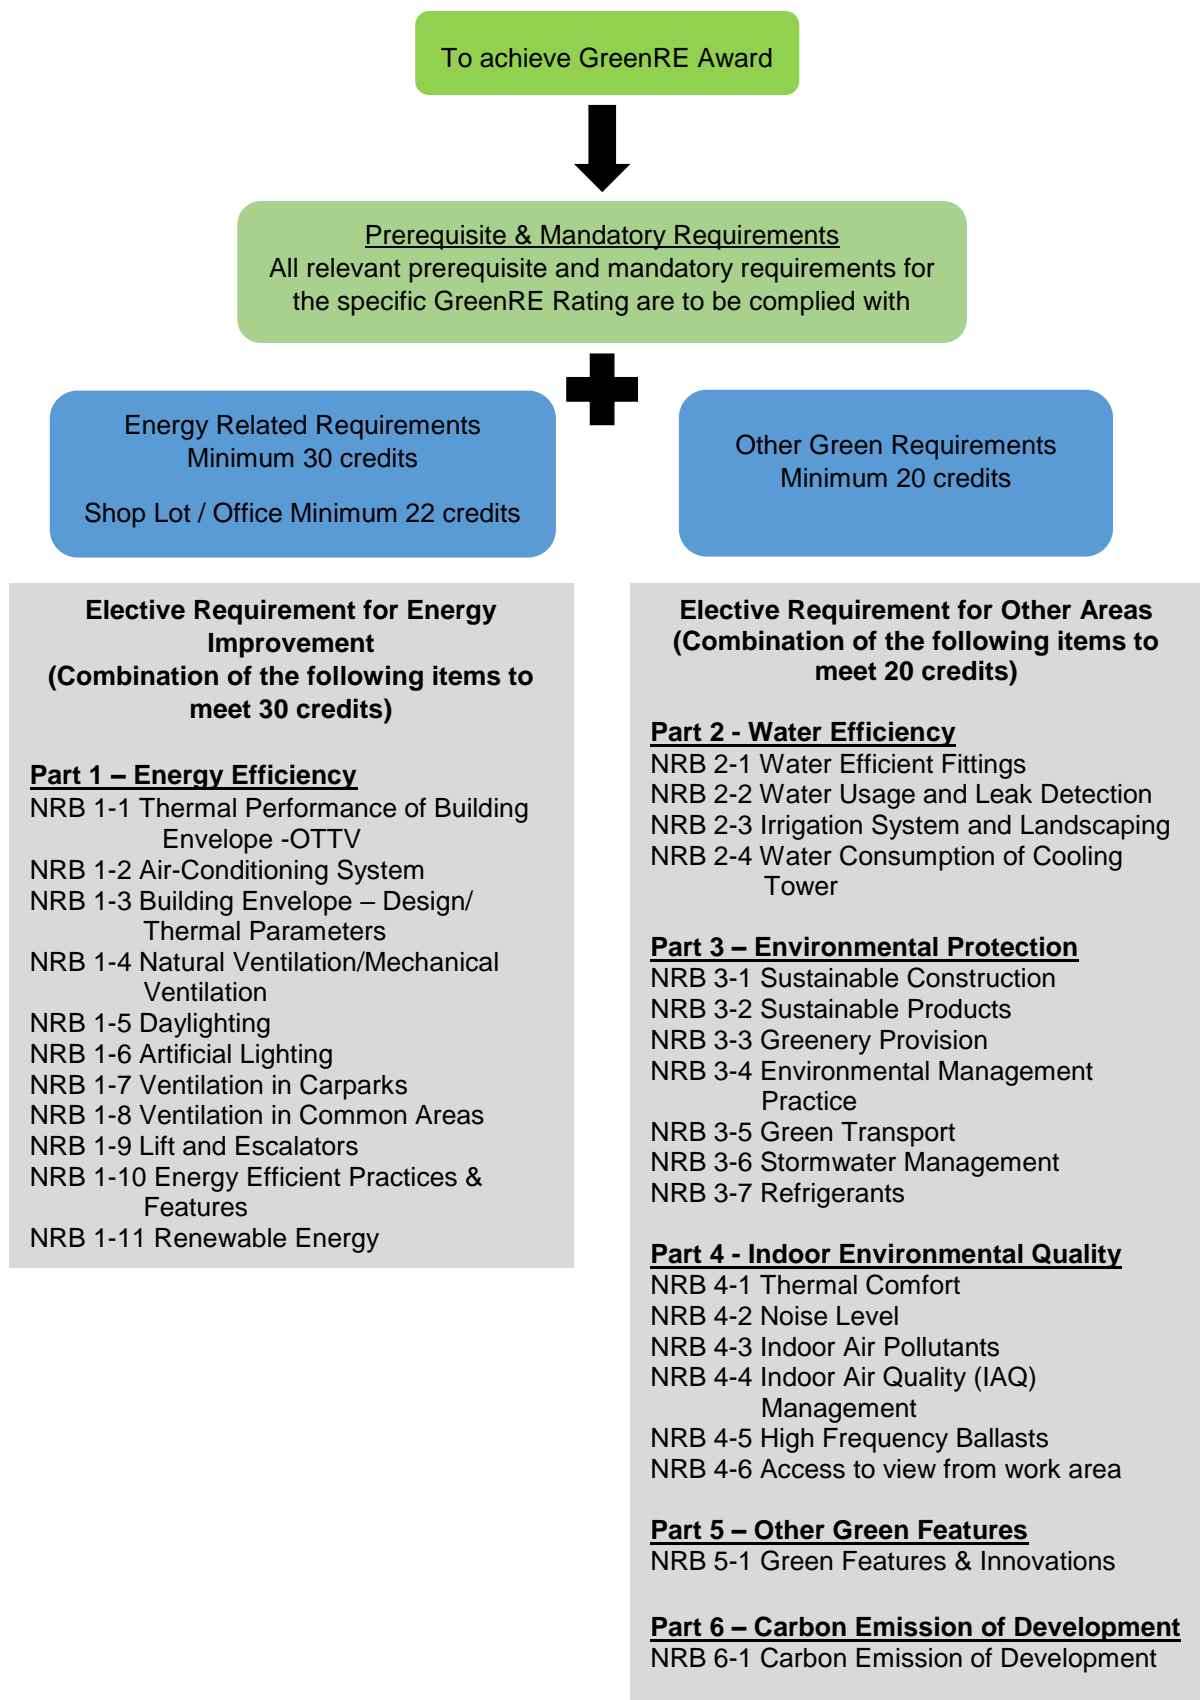 To achieve GreenRE Award
Prerequisite & Mandatory Requirements
All relevant prerequisite and mandatory requirements for
the specific GreenRE Rating are to be complied with
Energy Related Requirements
Minimum 30 credits
Shop Lot / Office Minimum 22 credits
Other Green Requirements
Minimum 20 credits
Elective Requirement for Energy
Improvement
(Combination of the following items to
meet 30 credits)
Part 1 – Energy Efficiency
NRB 1-1 Thermal Performance of Building
Envelope -OTTV
NRB 1-2 Air-Conditioning System
NRB 1-3 Building Envelope – Design/
Thermal Parameters
NRB 1-4 Natural Ventilation/Mechanical
Ventilation
NRB 1-5 Daylighting
NRB 1-6 Artificial Lighting
NRB 1-7 Ventilation in Carparks
NRB 1-8 Ventilation in Common Areas
NRB 1-9 Lift and Escalators
NRB 1-10 Energy Efficient Practices &
Features
NRB 1-11 Renewable Energy
Elective Requirement for Other Areas
(Combination of the following items to
meet 20 credits)
Part 2 - Water Efficiency
NRB 2-1 Water Efficient Fittings
NRB 2-2 Water Usage and Leak Detection
NRB 2-3 Irrigation System and Landscaping
NRB 2-4 Water Consumption of Cooling
Tower
Part 3 – Environmental Protection
NRB 3-1 Sustainable Construction
NRB 3-2 Sustainable Products
NRB 3-3 Greenery Provision
NRB 3-4 Environmental Management
Practice
NRB 3-5 Green Transport
NRB 3-6 Stormwater Management
NRB 3-7 Refrigerants
Part 4 - Indoor Environmental Quality
NRB 4-1 Thermal Comfort
NRB 4-2 Noise Level
NRB 4-3 Indoor Air Pollutants
NRB 4-4 Indoor Air Quality (IAQ)
Management
NRB 4-5 High Frequency Ballasts
NRB 4-6 Access to view from work area
Part 5 – Other Green Features
NRB 5-1 Green Features & Innovations
Part 6 – Carbon Emission of Development
NRB 6-1 Carbon Emission of Development